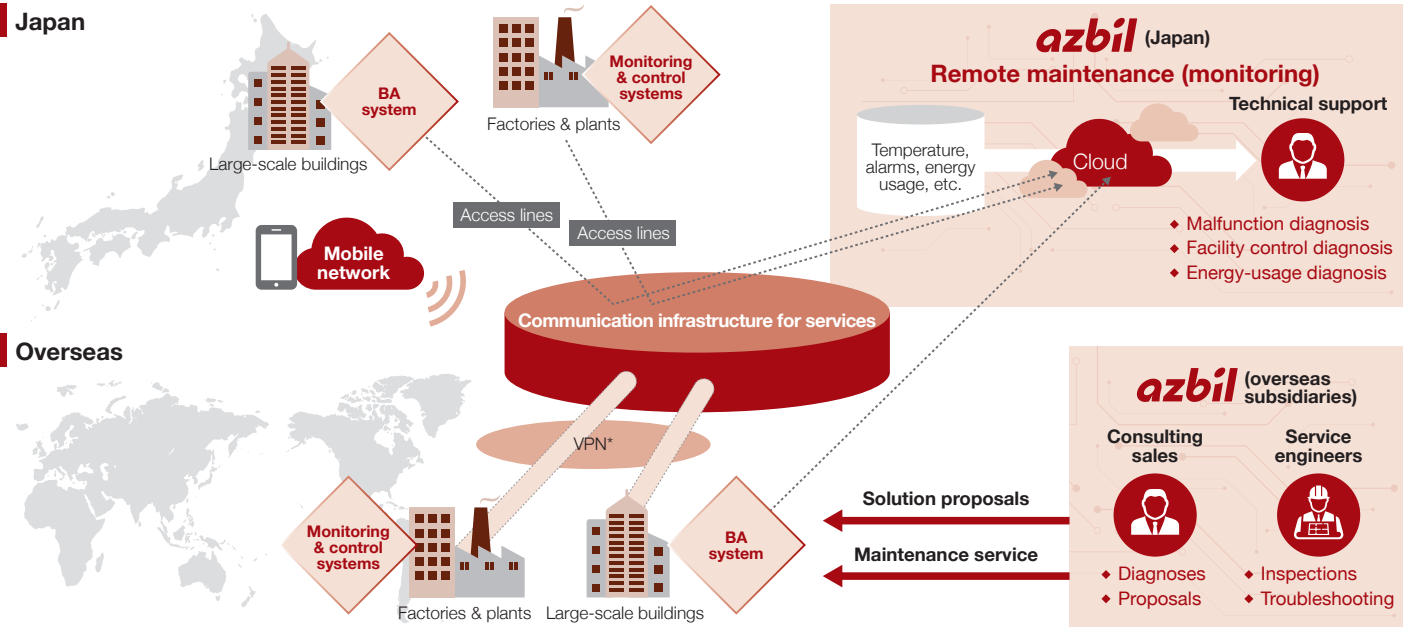 Japan
BA
system
Large-scale buildings
Monitoring
& control
systems
Factories & plants
Access lines
Access lines
Mobile
network
Communication infrastructure for services
azbil (Japan)
Remote maintenance (monitoring)
Technical support
Temperature,
alarms, energy
usage, etc.
Cloud
◆ Malfunction diagnosis
◆ Facility control diagnosis
◆ Energy-usage diagnosis
Overseas
VPN*
Monitoring
& control
systems
Factories & plants
Large-scale buildings
BA
system
Solution proposals
Maintenance service
azbil (overseas
subsidiaries)
Consulting
sales
◆ Diagnoses
◆ Proposals
Service
engineers
◆ Inspections
◆ Troubleshooting